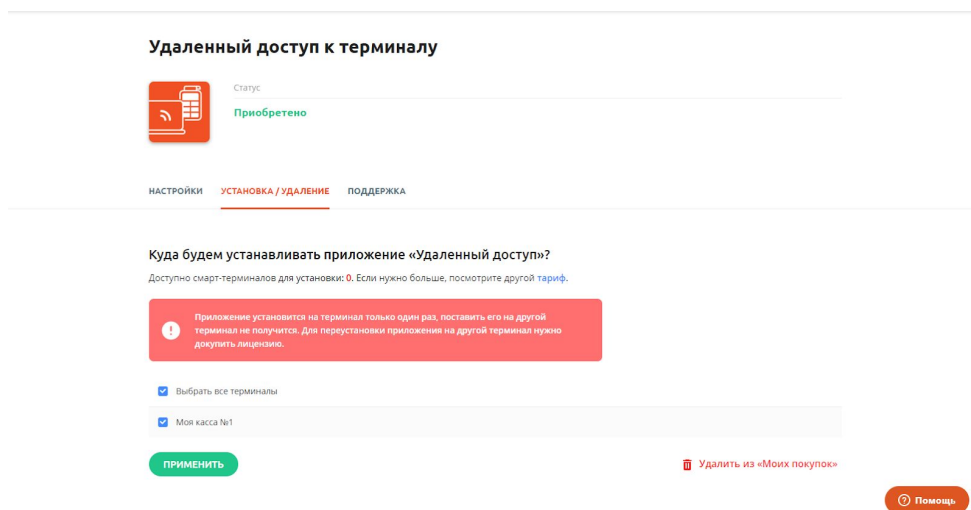 Удаленный доступ к терминалу
Статус
Приобретено
НАСТРОЙКИ УСТАНОВКА / УДАЛЕНИЕ ПОДДЕРЖКА
Куда будем устанавливать приложение «Удаленный доступ»?
Доступно смарт-терминалов для установки: 0. Если нужно больше, посмотрите другой тариф.
Приложение установится на терминал только один раз, поставить его на другой
терминал не получится. Для переустановки приложения на другой терминал нужно
докупить лицензию.
Выбрать все терминалы
Моя касса №1
ПРИМЕНИТЬ
Удалить из «Моих покупок»
Помощь